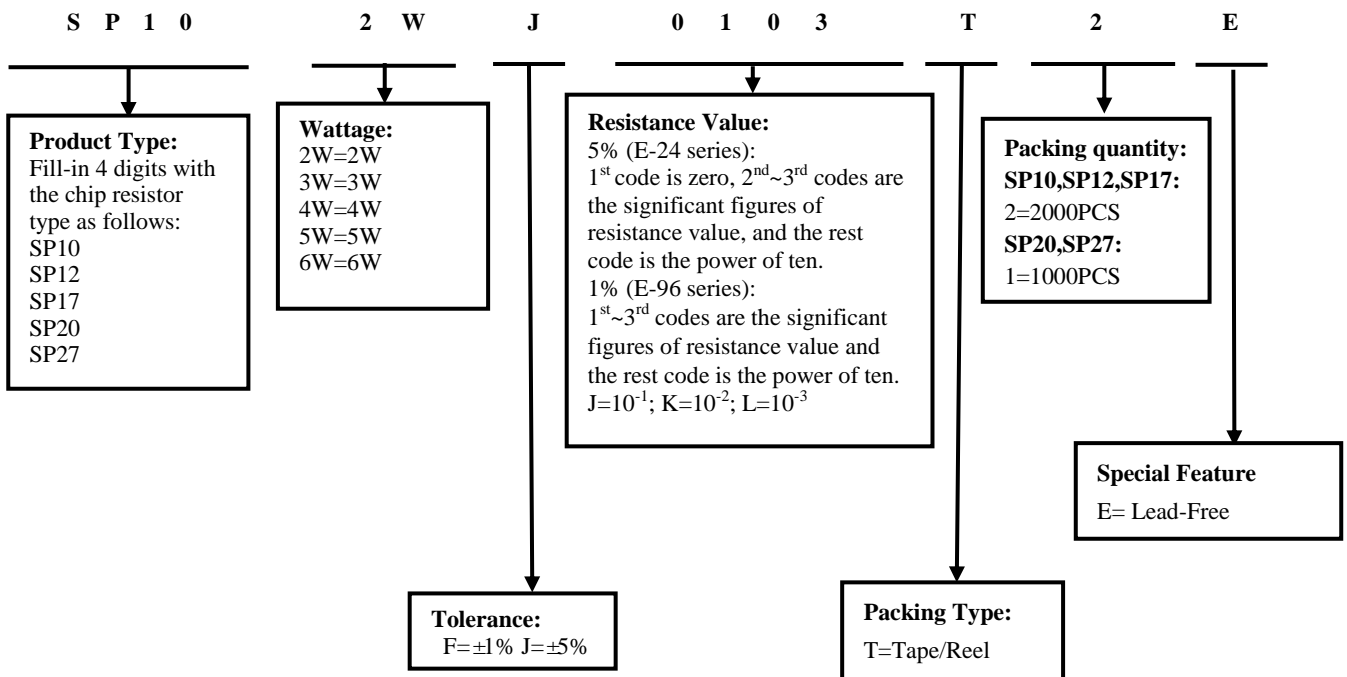 S P 1 0 2 W J 0 1 0 3 T 2 E
Product Type:
Fill-in 4 digits with
the chip resistor
type as follows:
SP10
SP12
SP17
SP20
SP27
Wattage:
2W=2W
3W=3W
4W=4W
5W=5W
6W=6W
Resistance Value:
5% (E-24 series):
1st code is zero, 2nd~3rd codes are
the significant figures of
resistance value, and the rest
code is the power of ten.
1% (E-96 series):
1st~3rd codes are the significant
figures of resistance value and
the rest code is the power of ten.
J=10-1; K=10-2; L=10-3
Packing quantity:
SP10,SP12,SP17:
2=2000PCS
SP20,SP27:
1=1000PCS
Special Feature
E= Lead-Free
Tolerance:
F=±1% J=±5%
Packing Type:
T=Tape/Reel